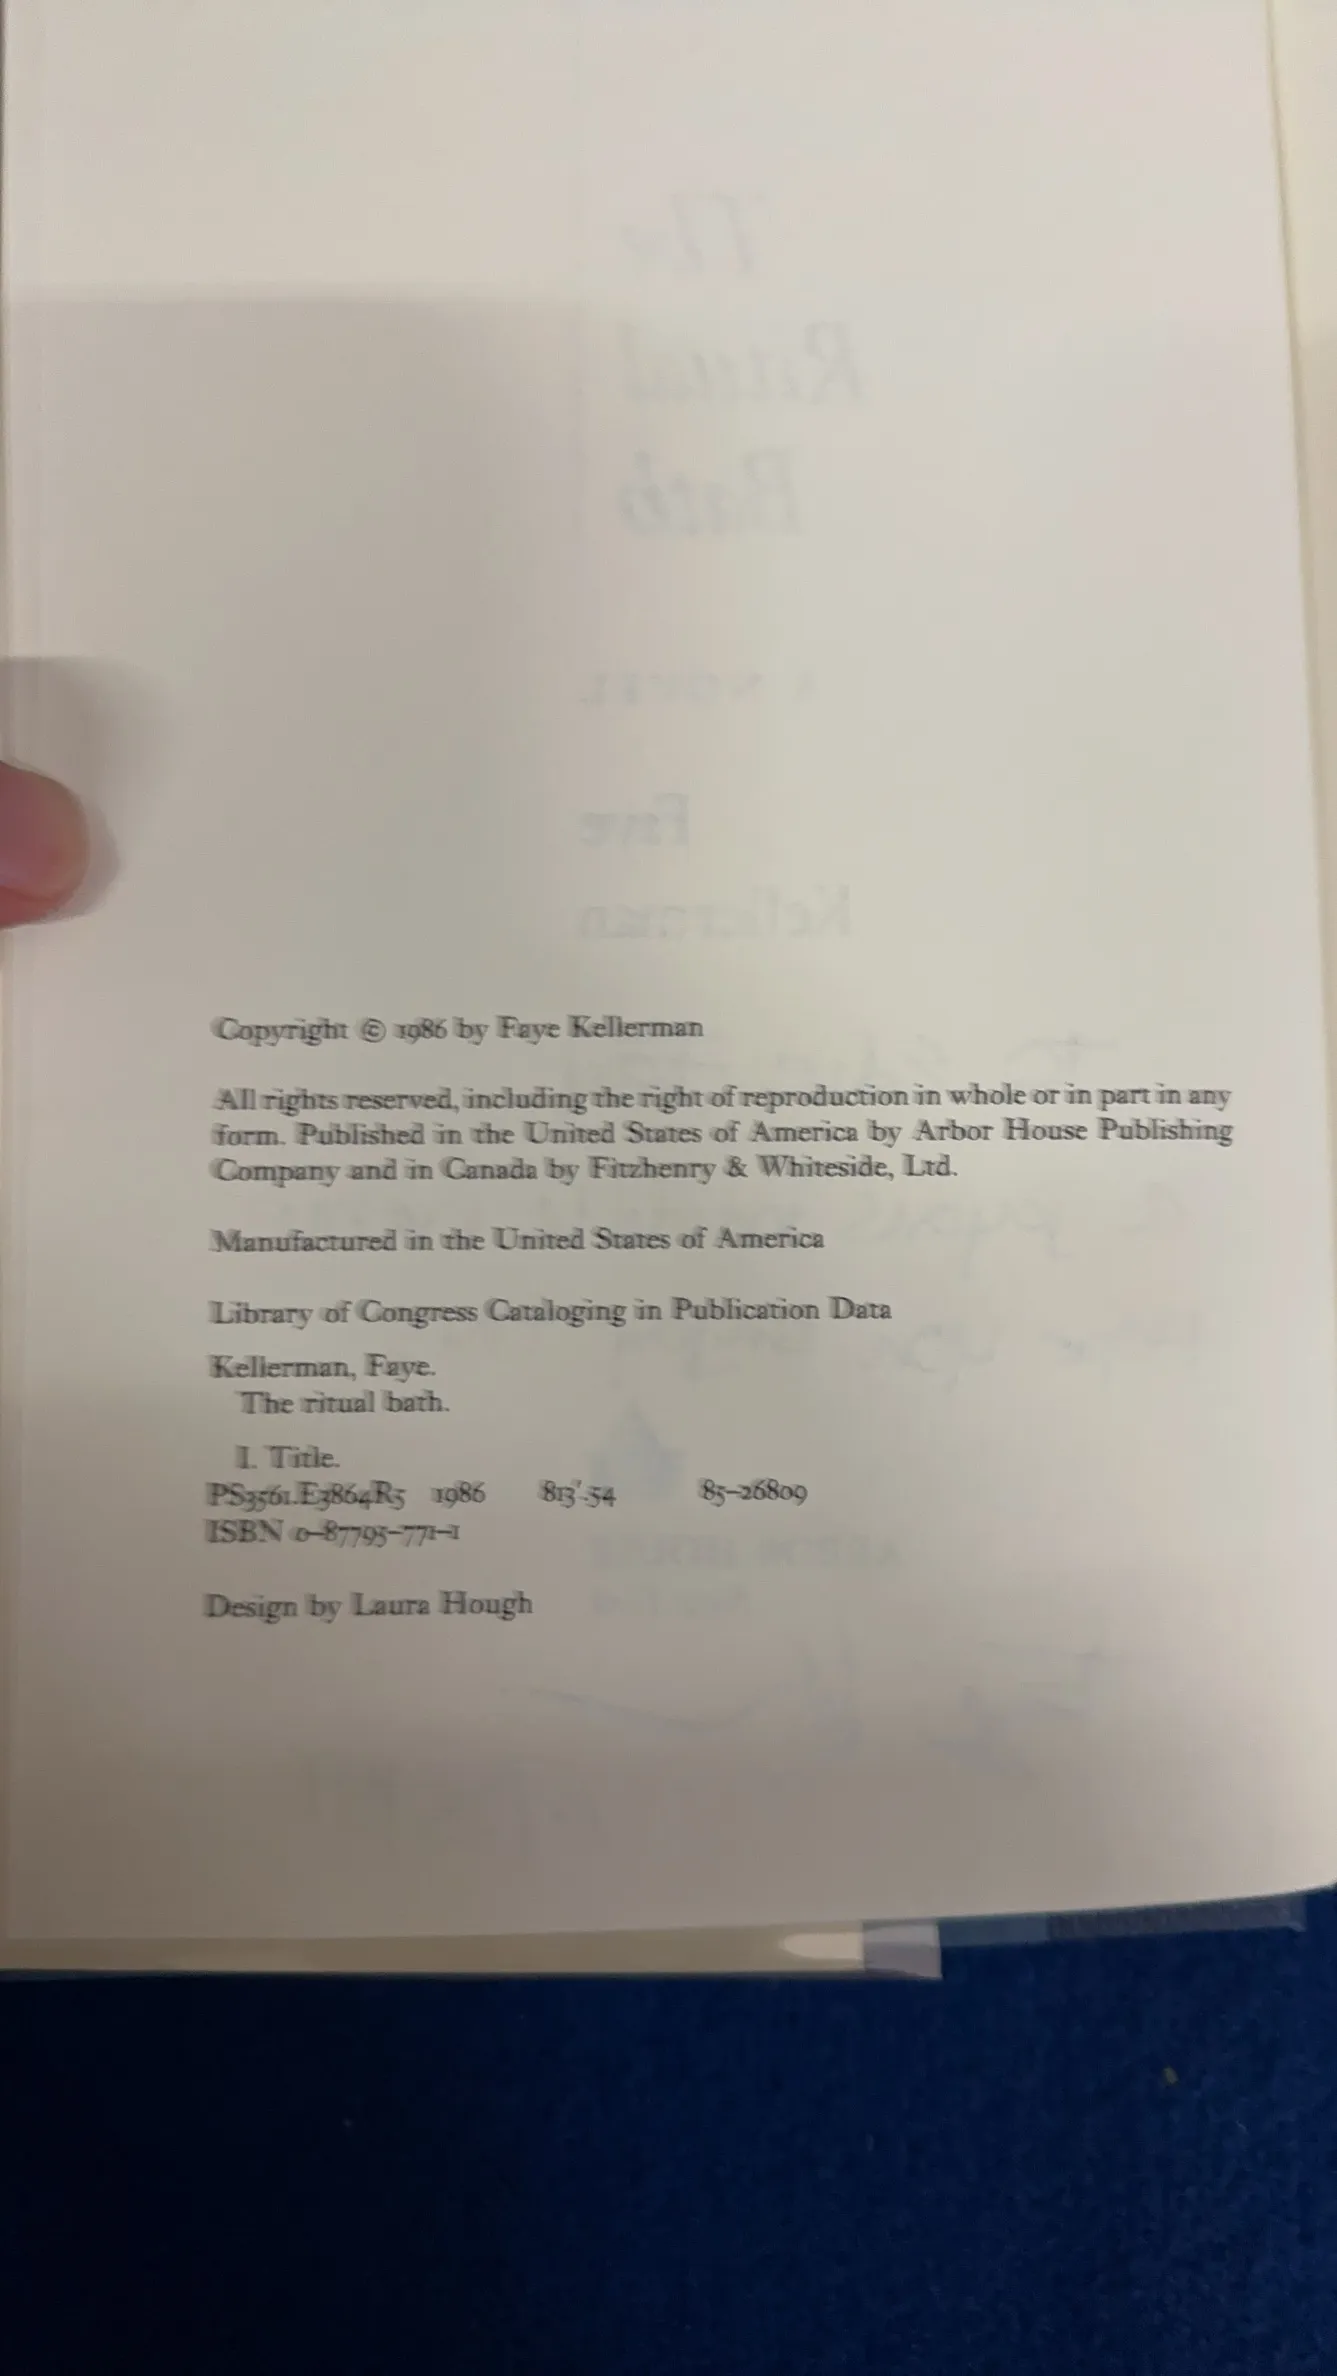 Copyright © 1986 by Faye Kellerman
All rights reserved, including the right of reproduction in whole or in part in any
form. Published in the United States of America by Arbor House Publishing
Company and in Canada by Fitzhenry & Whiteside, Ltd.
Manufactured in the United States of America
Library of Congress Cataloging in Publication Data
Kellerman, Faye.
The ritual bath.
I. Title.
PS3561.E3864R5 1986 813'.54 85-26809
ISBN 0-87795-771-1
Design by Laura Hough